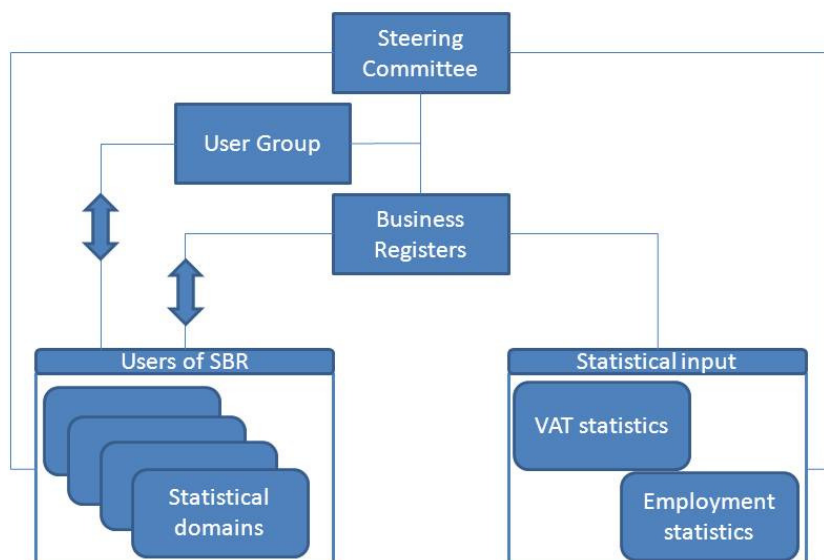 Steering
Committee
User Group
Business
Registers
Users of SBR
Statistical
domains
Statistical input
VAT statistics
Employment
statistics